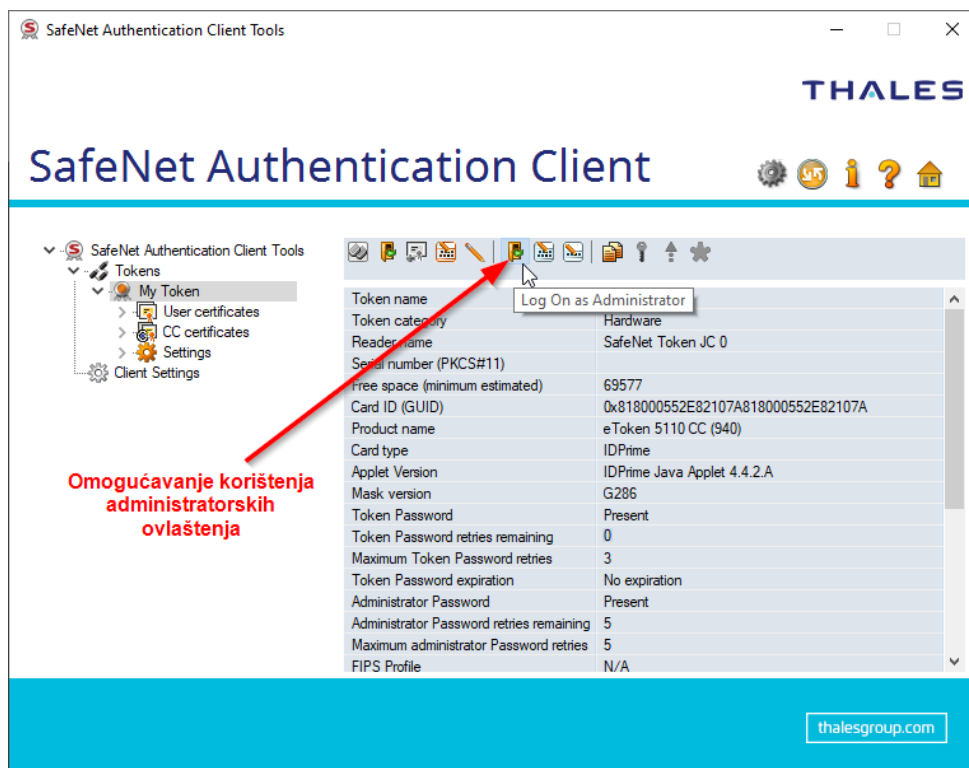 SafeNet Authentication Client Tools
THALES
SafeNet Authentication Client
SafeNet Authentication Client Tools
Tokens
My Token
User certificates
CC certificates
Settings
Client Settings
Log On as Administrator
Token name
Token category Hardware
Reader name SafeNet Token JC 0
Serial number (PKCS#11)
Free space (minimum estimated) 69577
Card ID (GUID) 0x818000552E82107A818000552E82107A
Product name eToken 5110 CC (940)
Card type IDPrime
Applet Version IDPrime Java Applet 4.4.2.A
Mask version G286
Token Password Present
Token Password retries remaining 0
Maximum Token Password retries 3
Token Password expiration No expiration
Administrator Password Present
Administrator Password retries remaining 5
Maximum administrator Password retries 5
FIPS Profile N/A
Omogućavanje korištenja
administratorskih
ovlaštenja
thalesgroup.com